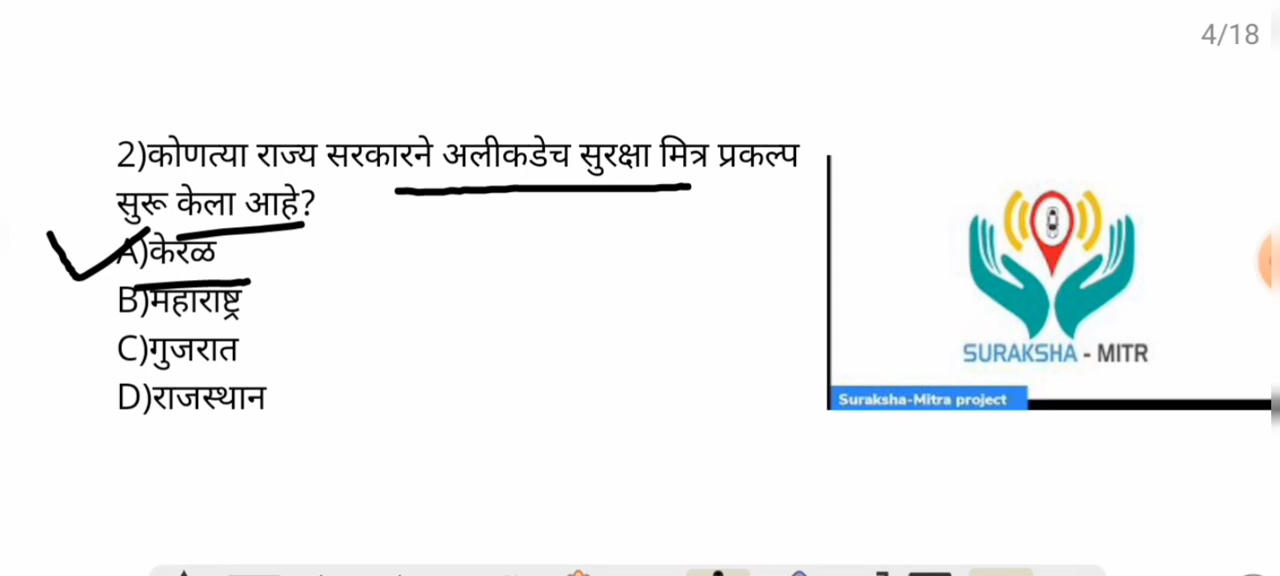 4/18
2)कोणत्या राज्य सरकारने अलीकडेच सुरक्षा मित्र प्रकल्प
सुरू केला आहे?
A)केरळ
B)महाराष्ट्र
C)गुजरात
D)राजस्थान
SURAKSHA - MITR
Suraksha-Mitra project